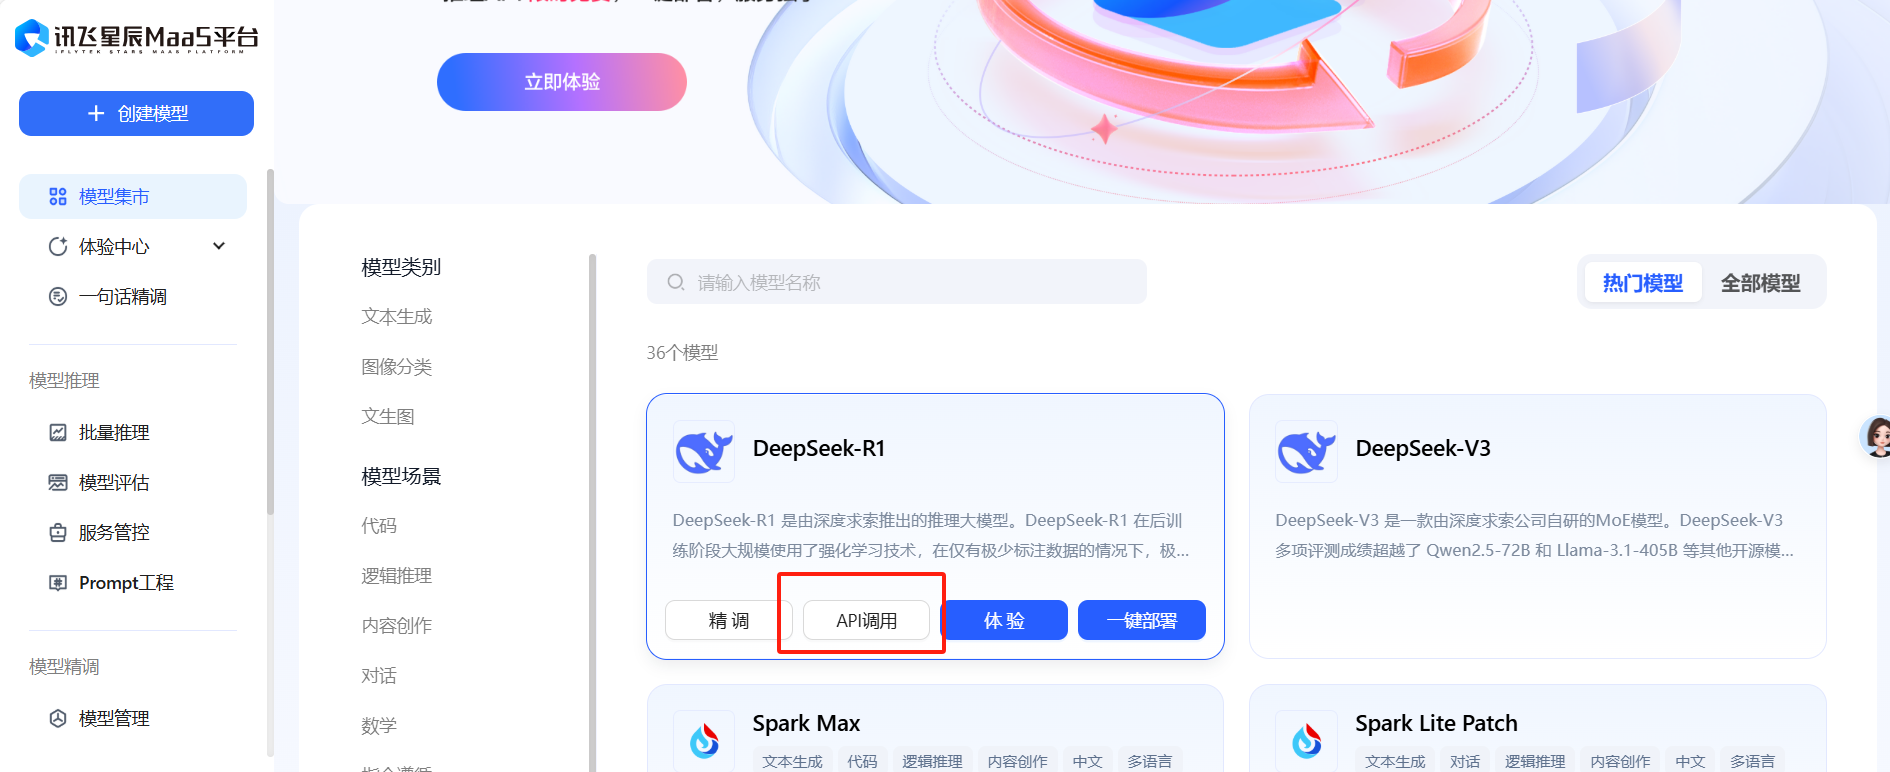 讯飞星辰MaaS平台
IFLYTEK STARS MAAS PLATFORM
创建模型
模型集市
体验中心
一句话精调
模型推理
批量推理
模型评估
服务管控
Prompt工程
模型精调
模型管理
立即体验
模型类别
文本生成
图像分类
文生图
模型场景
代码
逻辑推理
内容创作
对话
数学
请输入模型名称
热门模型 全部模型
36个模型
DeepSeek-R1
DeepSeek-R1 是由深度求索推出的推理大模型。DeepSeek-R1 在后训
练阶段大规模使用了强化学习技术，在仅有极少标注数据的情况下，极...
精 调 API调用 体 验 一键部署
DeepSeek-V3
DeepSeek-V3 是一款由深度求索公司自研的MoE模型。DeepSeek-V3
多项评测成绩超越了 Qwen2.5-72B 和 Llama-3.1-405B 等其他开源模...
Spark Max
文本生成 代码 逻辑推理 内容创作 中文 多语言
Spark Lite Patch
文本生成 对话 逻辑推理 内容创作 中文 多语言